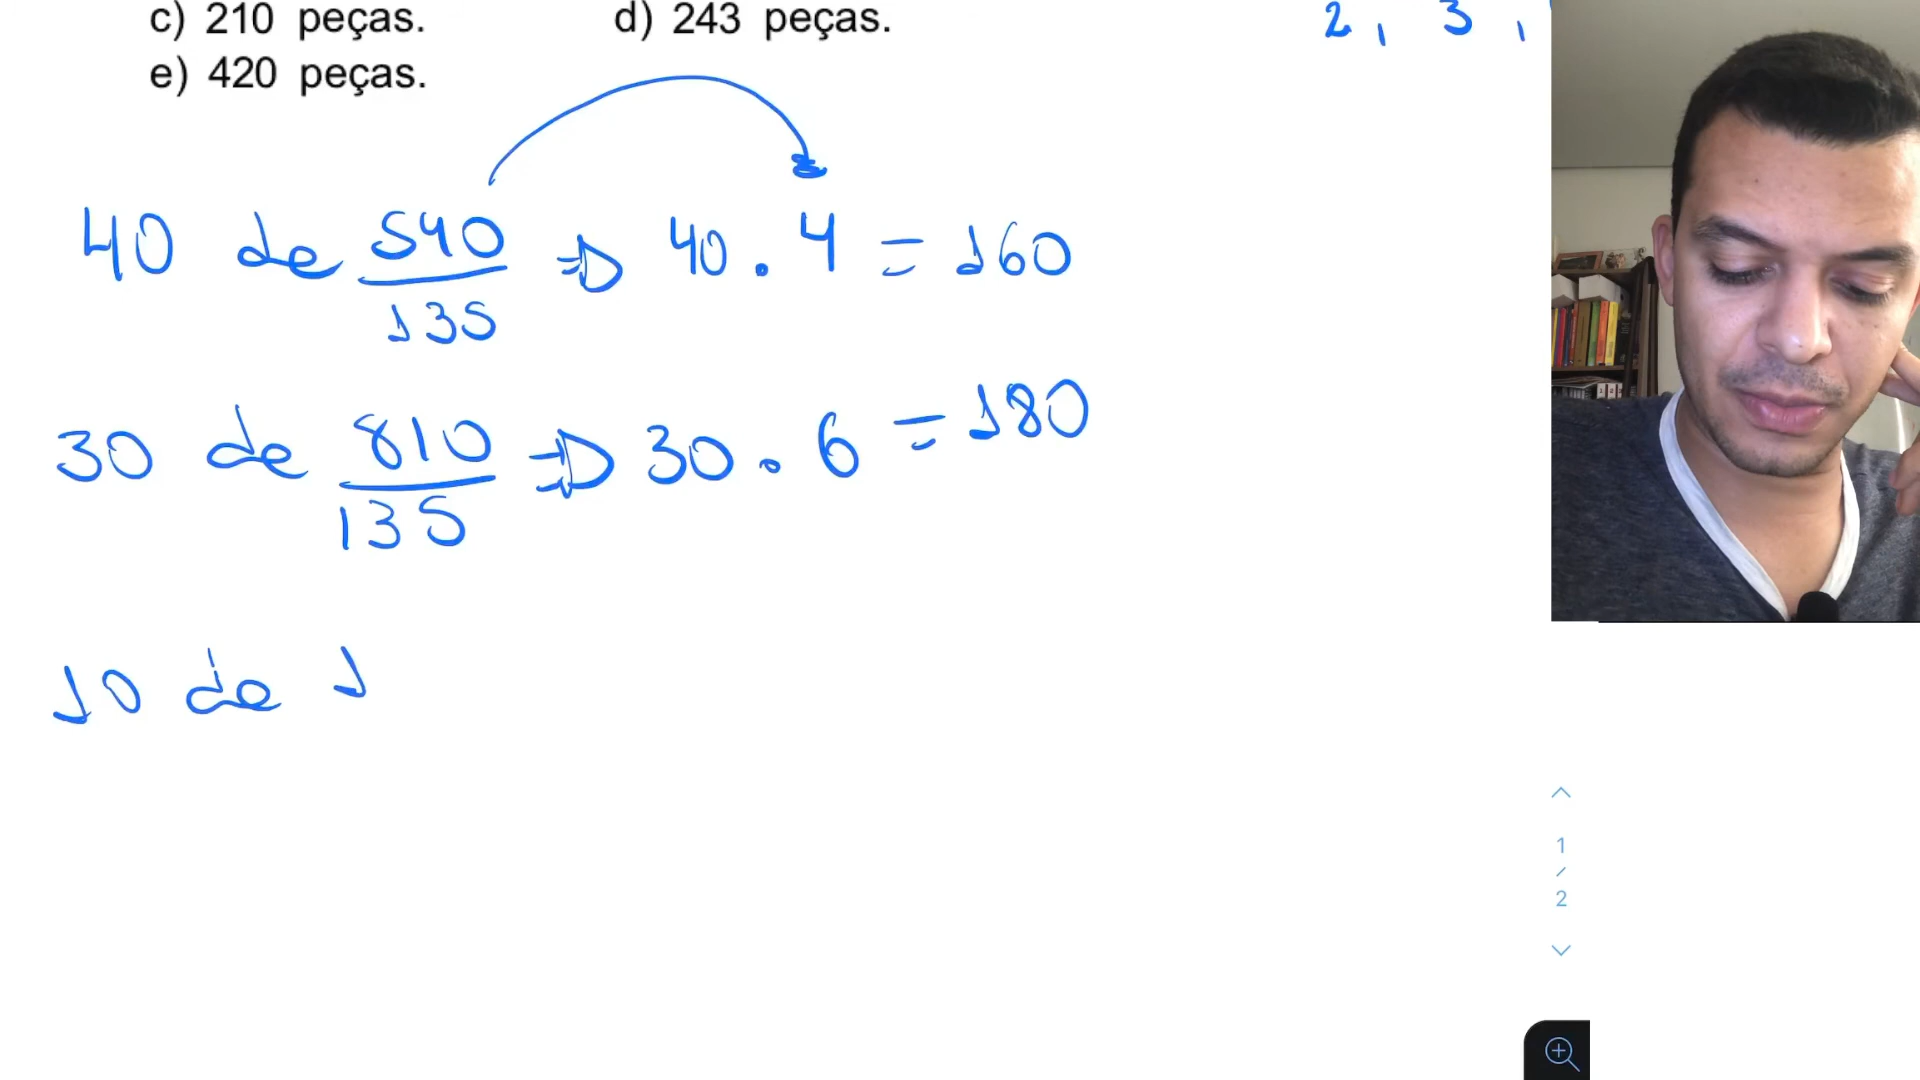 c) 210 peças. d) 243 peças. 2, 3,
e) 420 peças.
40 de 540/135 ⇒ 40 . 4 = 160
30 de 810/135 ⇒ 30 . 6 = 180
10 de 1
1
/
2